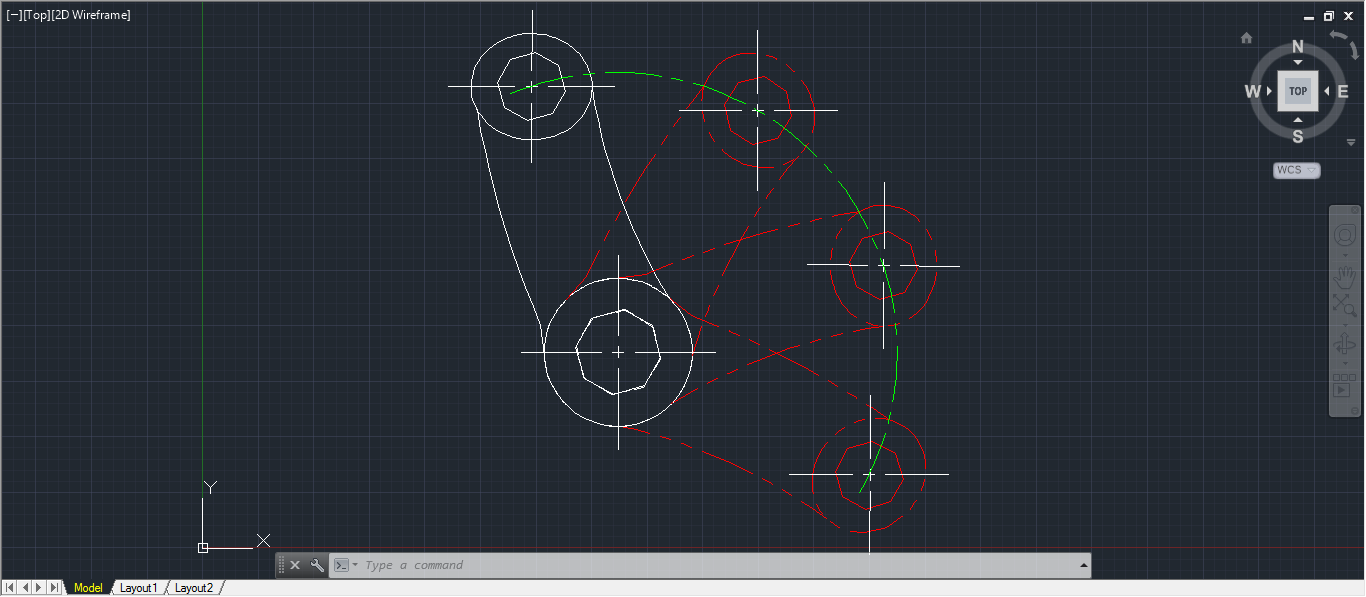 [−][Top][2D Wireframe]
N
W TOP E
S
WCS
Y
X
Type a command
Model Layout1 Layout2